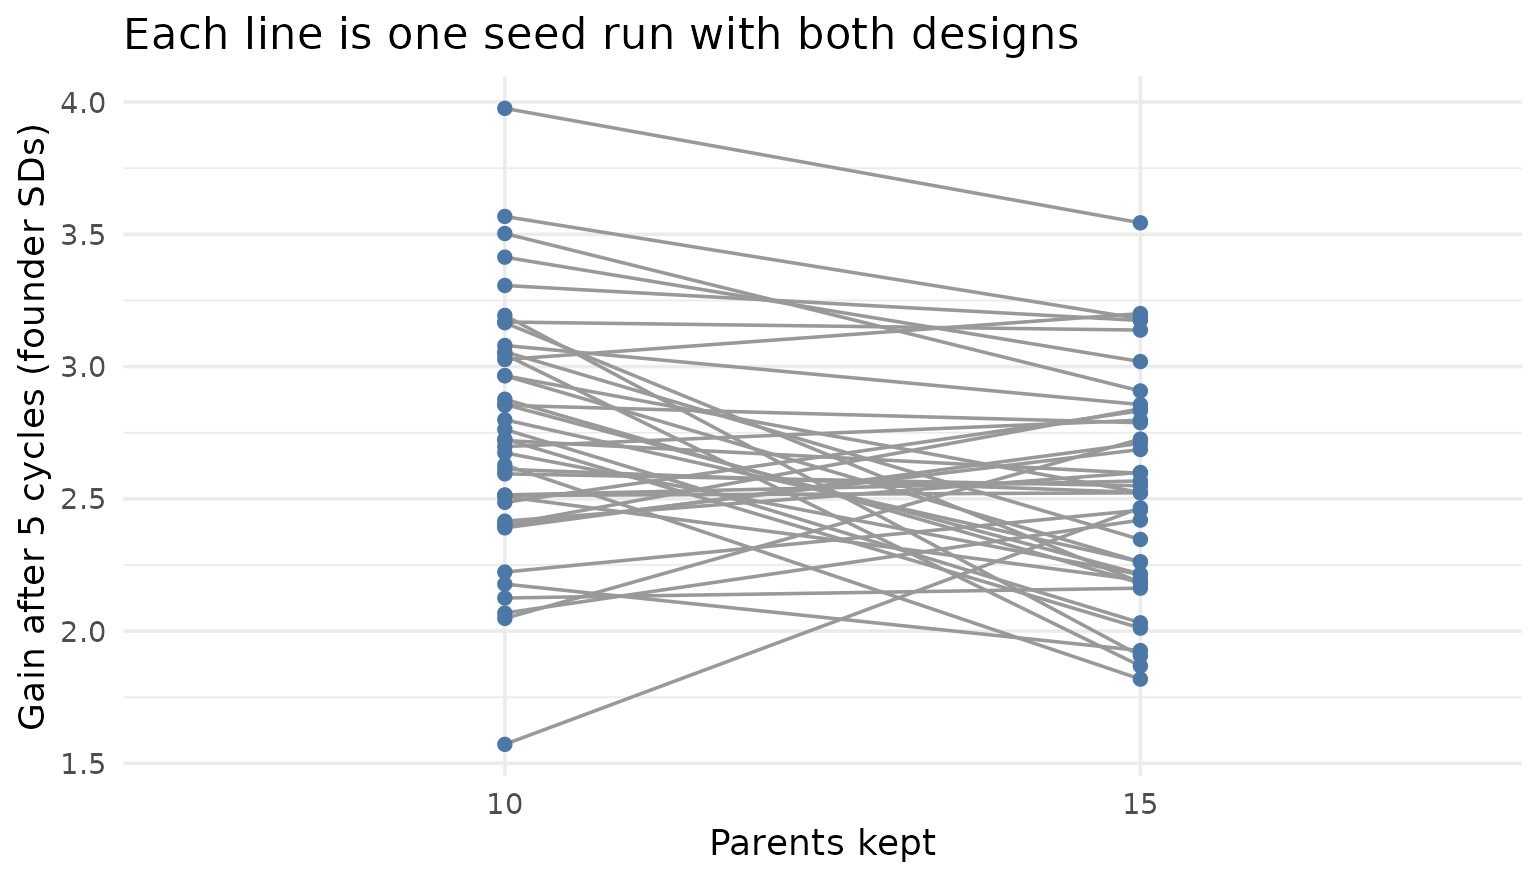 Each line is one seed run with both designs
Gain after 5 cycles (founder SDs)
4.0
3.5
3.0
2.5
2.0
1.5
10
15
Parents kept